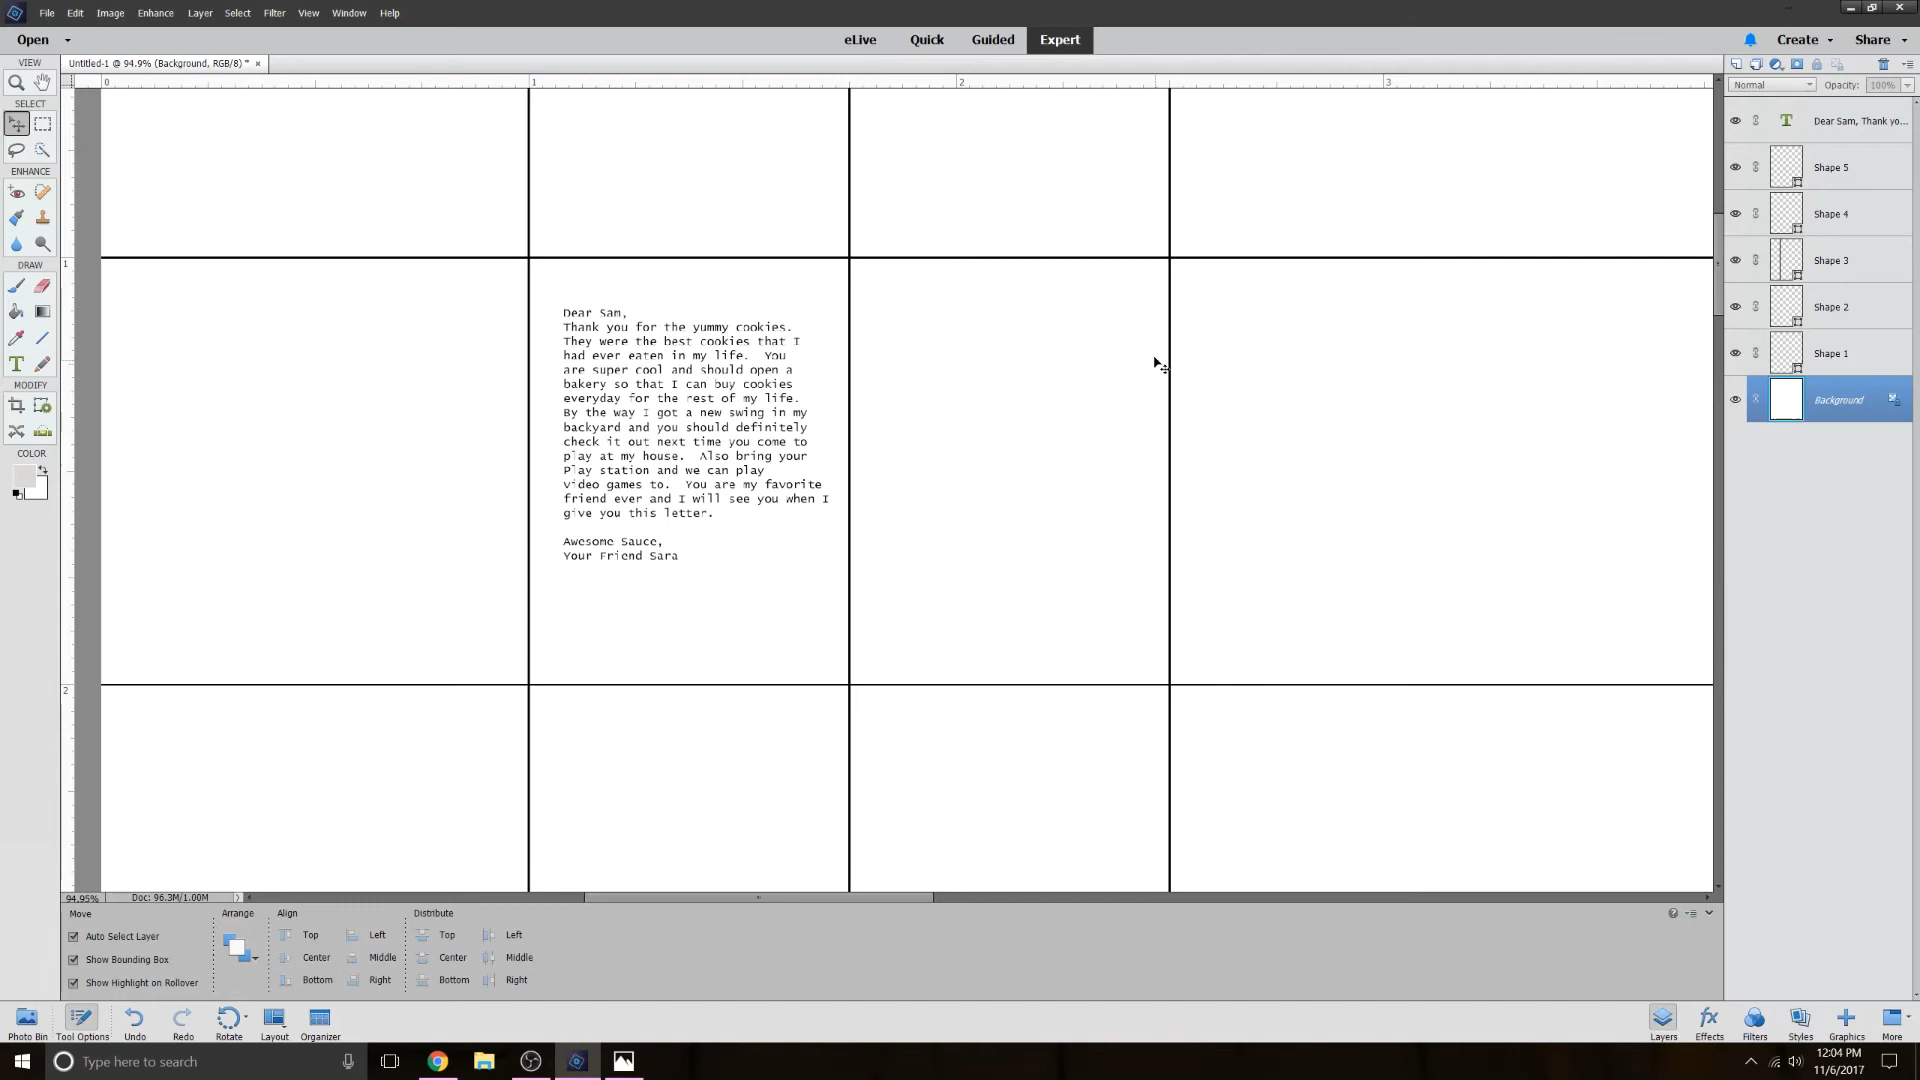 File Edit Image Enhance Layer Select Filter View Window Help
Open eLive Quick Guided Expert Create Share
VIEW
Untitled-1 @ 94.9% (Background, RGB/8) * ×
0 1 2 3
Normal Opacity: 100%
SELECT
T Dear Sam, Thank yo...
Shape 5
ENHANCE
Shape 4
Shape 3
DRAW
1
Shape 2
Shape 1
T
MODIFY
Background
COLOR
Dear Sam,
Thank you for the yummy cookies.
They were the best cookies that I
had ever eaten in my life.  You
are super cool and should open a
bakery so that I can buy cookies
everyday for the rest of my life.
By the way I got a new swing in my
backyard and you should definitely
check it out next time you come to
play at my house.  Also bring your
Play station and we can play
video games to.  You are my favorite
friend ever and I will see you when I
give you this letter.
Awesome Sauce,
Your Friend Sara
2
94.95% Doc: 96.3M/1.00M
Move Arrange Align Distribute
Auto Select Layer Top Left Top Left
Show Bounding Box Center Middle Center Middle
Show Highlight on Rollover Bottom Right Bottom Right
Photo Bin Tool Options Undo Redo Rotate Layout Organizer Layers Effects Filters Styles Graphics More
fx
Type here to search
12:04 PM
11/6/2017